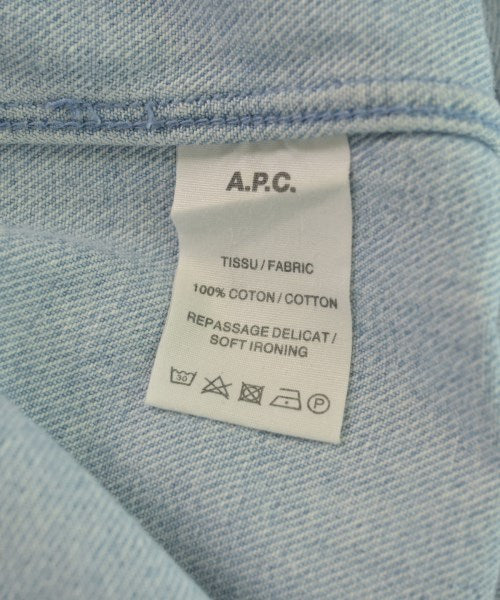 A.P.C.
TISSU / FABRIC
100% COTON / COTTON
REPASSAGE DELICAT /
SOFT IRONING
30
P